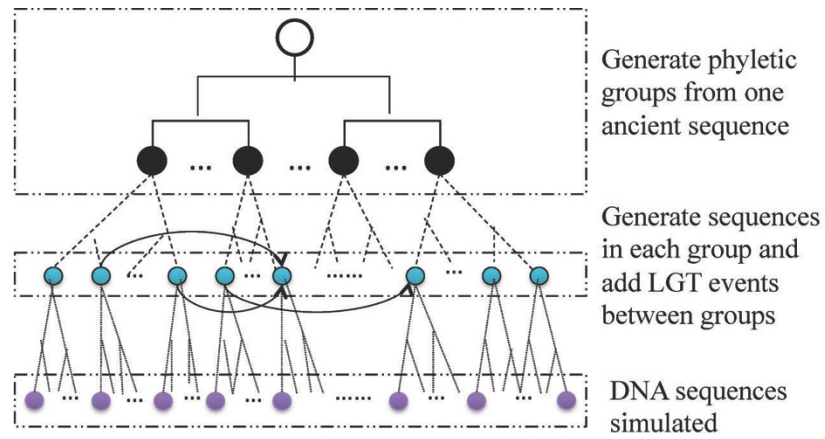 Generate phyletic
groups from one
ancient sequence
Generate sequences
in each group and
add LGT events
between groups
DNA sequences
simulated